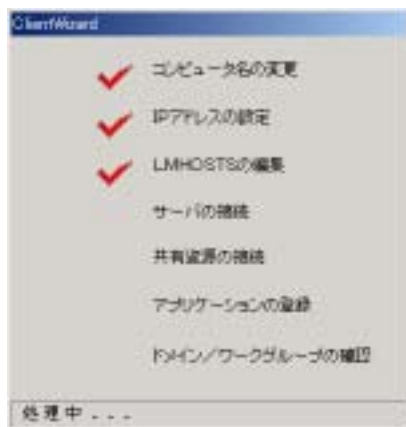 ClientWizard
コンピュータ名の変更
IPアドレスの設定
LMHOSTSの編集
サーバの接続
共有資源の接続
アプリケーションの登録
ドメイン／ワークグループの確認
処理中...